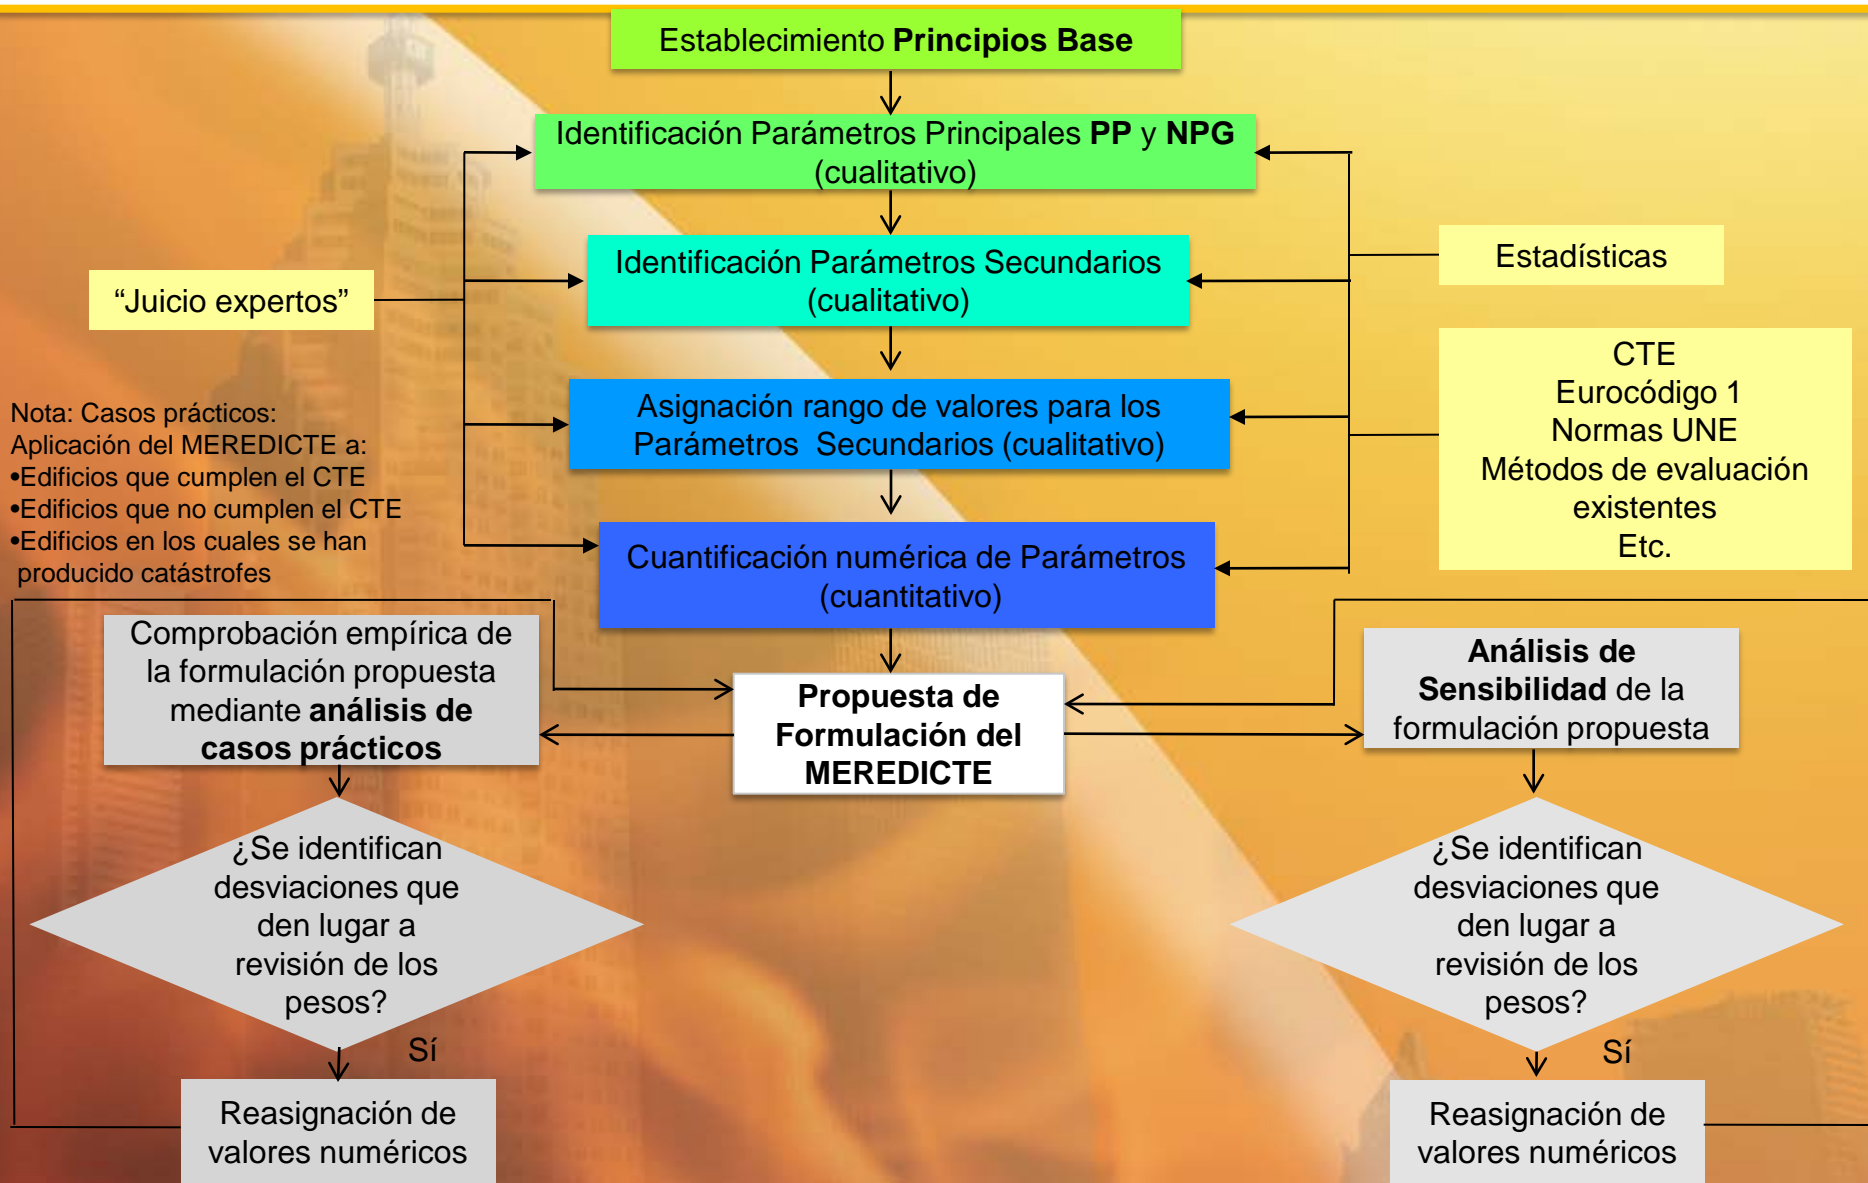 Establecimiento Principios Base
Identificación Parámetros Principales PP y NPG
(cualitativo)
Identificación Parámetros Secundarios
(cualitativo)
Estadísticas
“Juicio expertos”
CTE
Eurocódigo 1
Normas UNE
Métodos de evaluación
existentes
Etc.
Asignación rango de valores para los
Parámetros Secundarios (cualitativo)
Nota: Casos prácticos:
Aplicación del MEREDICTE a:
•Edificios que cumplen el CTE
•Edificios que no cumplen el CTE
•Edificios en los cuales se han
producido catástrofes
Cuantificación numérica de Parámetros
(cuantitativo)
Comprobación empírica de
la formulación propuesta
mediante análisis de
casos prácticos
Propuesta de
Formulación del
MEREDICTE
Análisis de
Sensibilidad de la
formulación propuesta
¿Se identifican
desviaciones que
den lugar a
revisión de los
pesos?
Sí
Reasignación de
valores numéricos
¿Se identifican
desviaciones que
den lugar a
revisión de los
pesos?
Sí
Reasignación de
valores numéricos